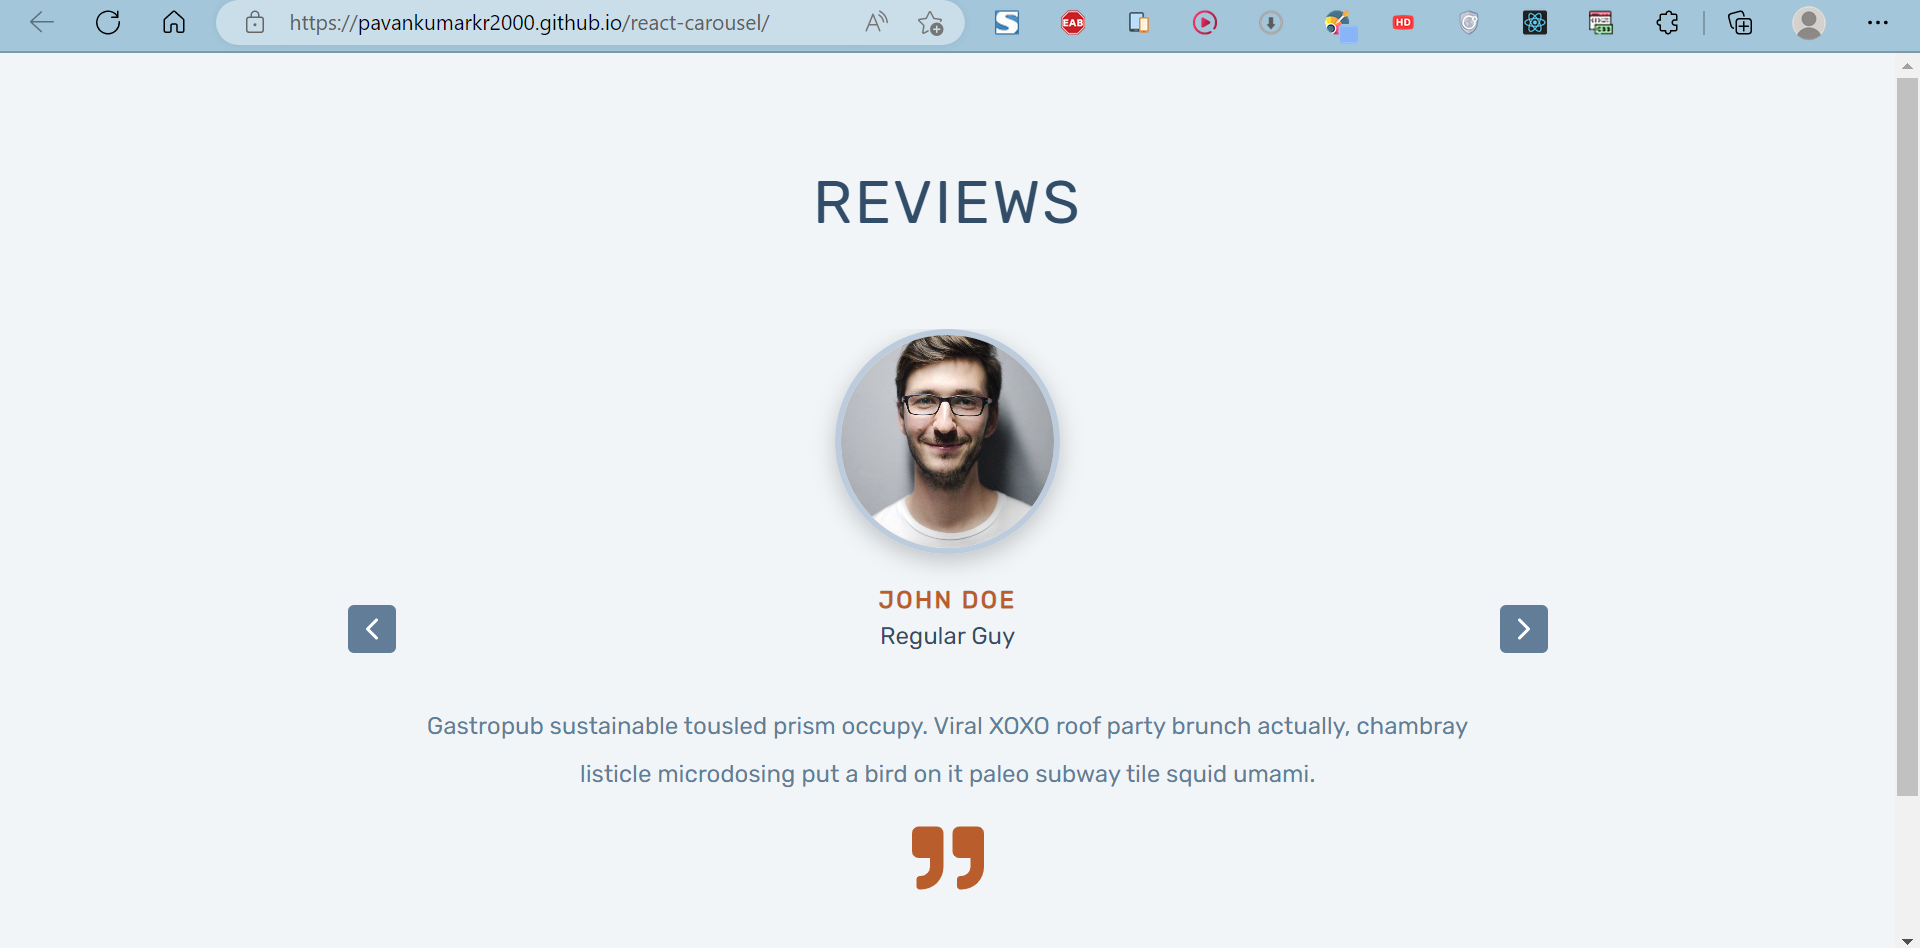 https://pavankumarkr2000.github.io/react-carousel/
A
S
EAB
HD
REVIEWS
JOHN DOE
Regular Guy
Gastropub sustainable tousled prism occupy. Viral XOXO roof party brunch actually, chambray
listicle microdosing put a bird on it paleo subway tile squid umami.